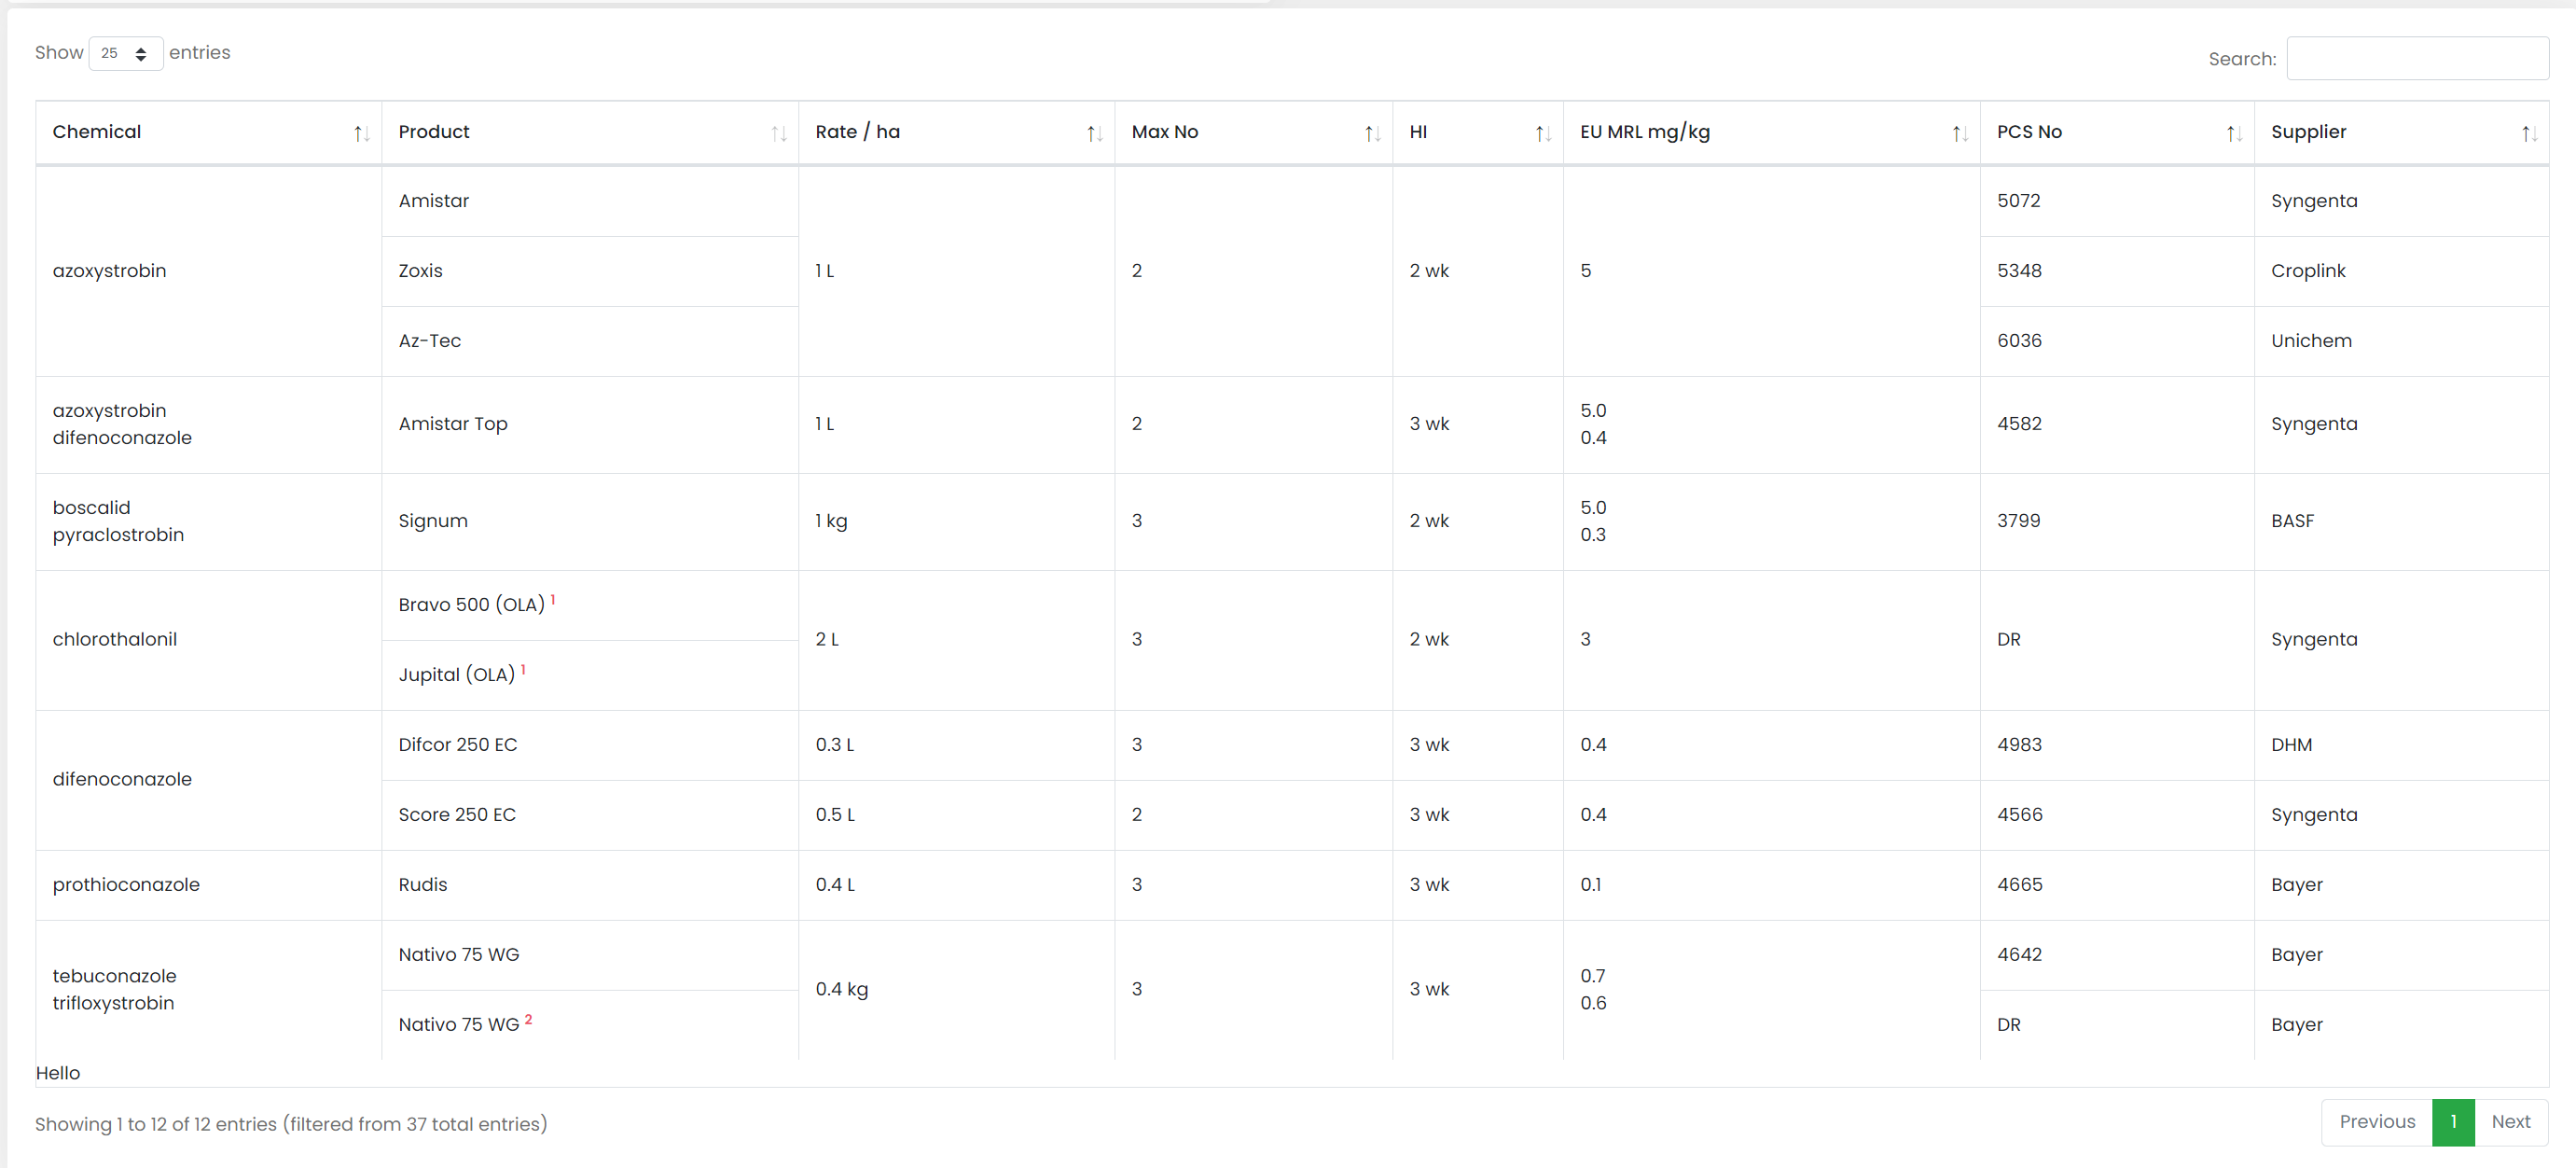 Show 25 entries
Search:
Chemical Product Rate / ha Max No HI EU MRL mg/kg PCS No Supplier
Amistar 5072 Syngenta
azoxystrobin Zoxis 1 L 2 2 wk 5 5348 Croplink
Az-Tec 6036 Unichem
azoxystrobin 5.0
Amistar Top 1 L 2 3 wk 4582 Syngenta
difenoconazole 0.4
boscalid 5.0
Signum 1 kg 3 2 wk 3799 BASF
pyraclostrobin 0.3
Bravo 500 (OLA) 1
chlorothalonil 2 L 3 2 wk 3 DR Syngenta
Jupital (OLA) 1
Difcor 250 EC 0.3 L 3 3 wk 0.4 4983 DHM
difenoconazole
Score 250 EC 0.5 L 2 3 wk 0.4 4566 Syngenta
prothioconazole Rudis 0.4 L 3 3 wk 0.1 4665 Bayer
Nativo 75 WG 4642 Bayer
tebuconazole 0.7
0.4 kg 3 3 wk
trifloxystrobin 0.6
Nativo 75 WG 2 DR Bayer
Hello
Showing 1 to 12 of 12 entries (filtered from 37 total entries)
Previous 1 Next